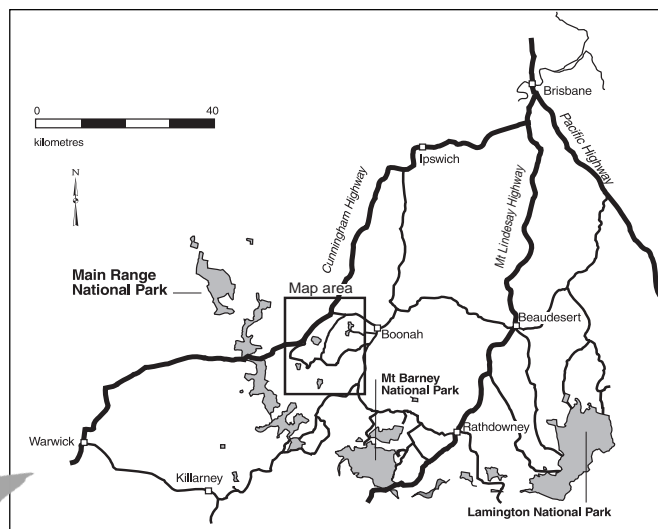 0 40
kilometres
N
Brisbane
Pacific Highway
Ipswich
Cunningham Highway
Mt Lindesay Highway
Main Range
National Park
Map area
Boonah
Beaudesert
Mt Barney
National Park
Warwick
Rathdowney
Killarney
Lamington National Park